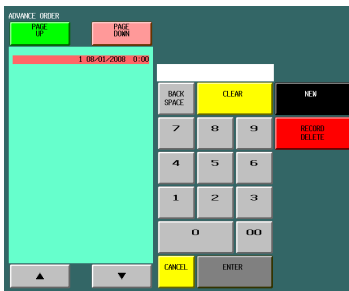 ADVANCE ORDER
PAGE UP
PAGE DOWN
1 08/01/2008 0:00
BACK SPACE
CLEAR
NEW
7 8 9
RECORD DELETE
4 5 6
1 2 3
0 00
CANCEL ENTER